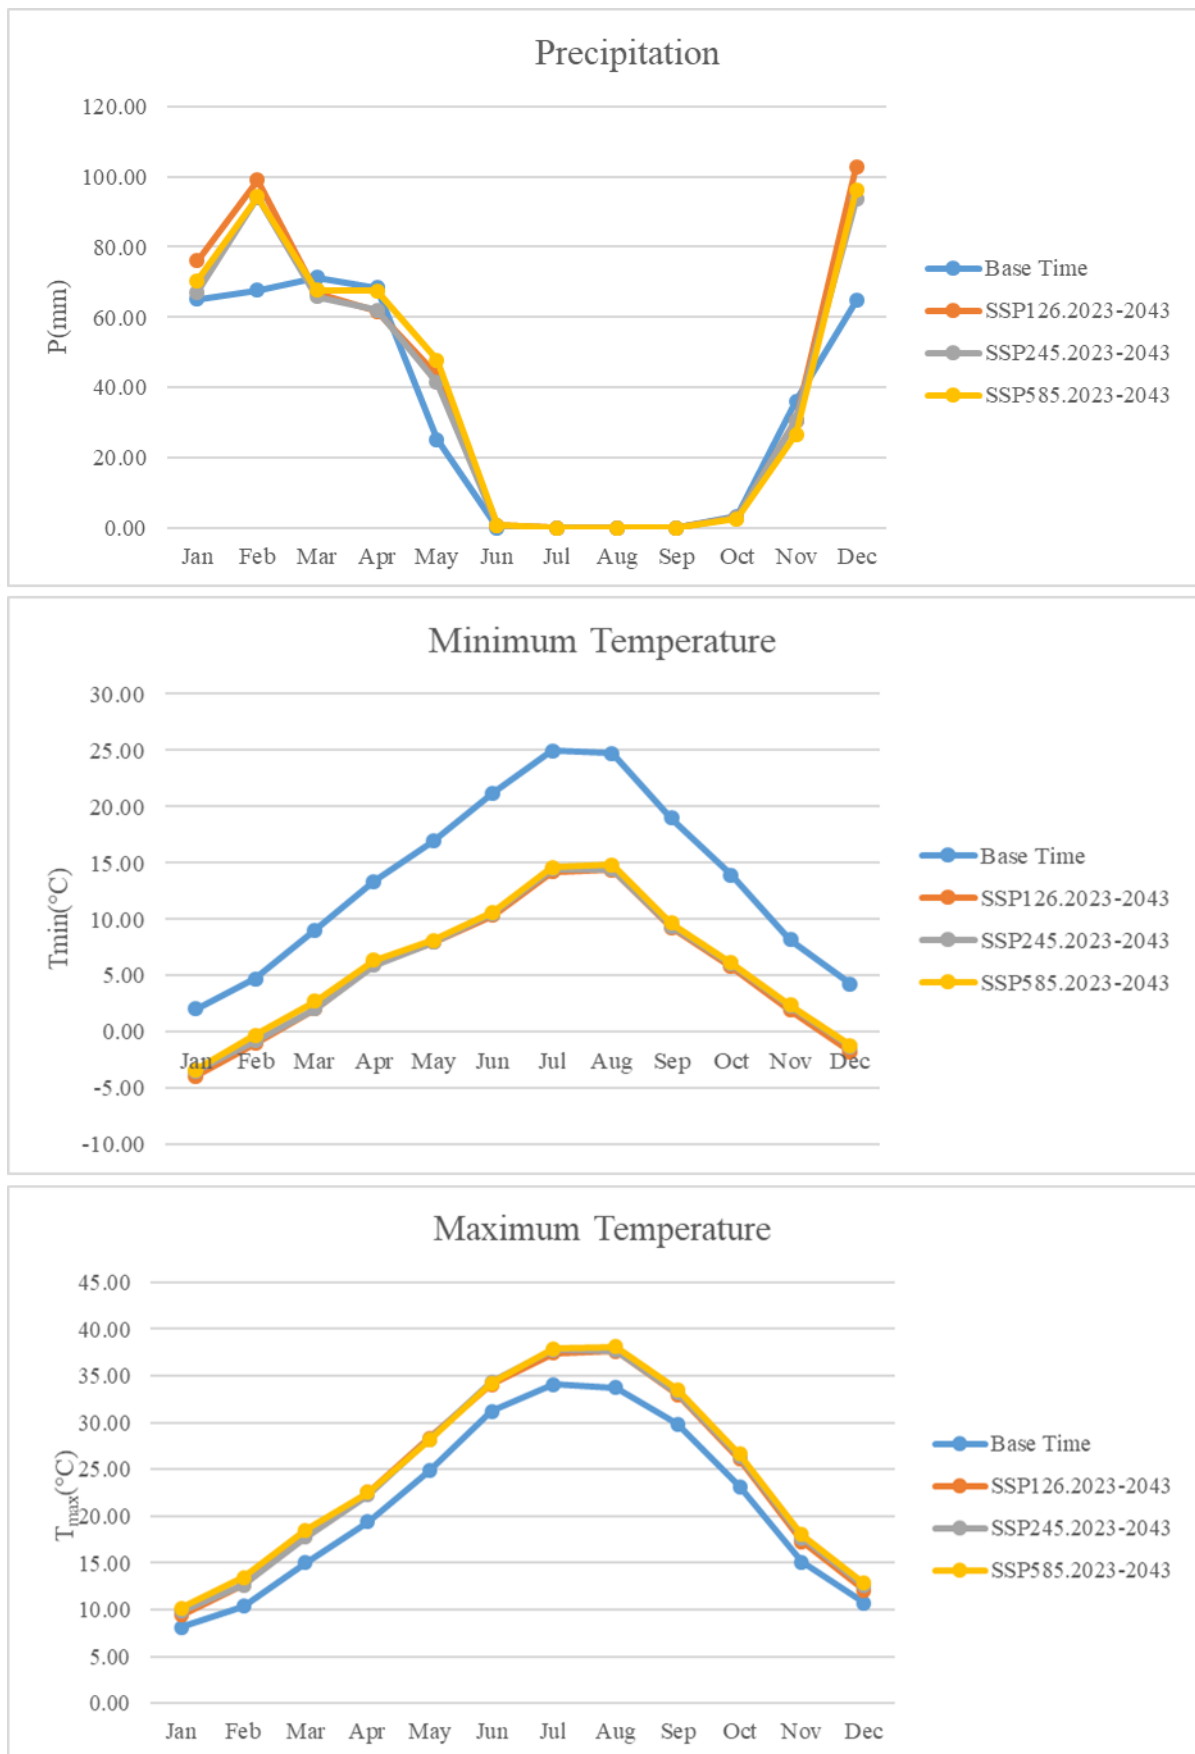 Precipitation
120.00
100.00
80.00
60.00
40.00
20.00
0.00
P(mm)
Jan Feb Mar Apr May Jun Jul Aug Sep Oct Nov Dec
Base Time
SSP126.2023-2043
SSP245.2023-2043
SSP585.2023-2043
Minimum Temperature
30.00
25.00
20.00
15.00
10.00
5.00
0.00
-5.00
-10.00
Tmin(°C)
Jan Feb Mar Apr May Jun Jul Aug Sep Oct Nov Dec
Base Time
SSP126.2023-2043
SSP245.2023-2043
SSP585.2023-2043
Maximum Temperature
45.00
40.00
35.00
30.00
25.00
20.00
15.00
10.00
5.00
0.00
Tmax(°C)
Jan Feb Mar Apr May Jun Jul Aug Sep Oct Nov Dec
Base Time
SSP126.2023-2043
SSP245.2023-2043
SSP585.2023-2043